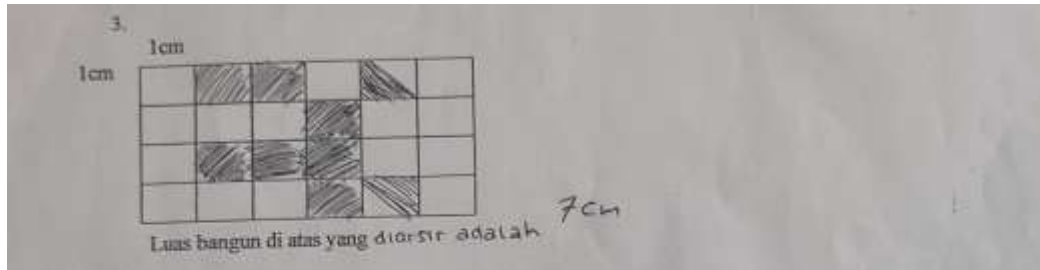 3.
1cm
1cm
7cm
Luas bangun di atas yang diarsir adalah